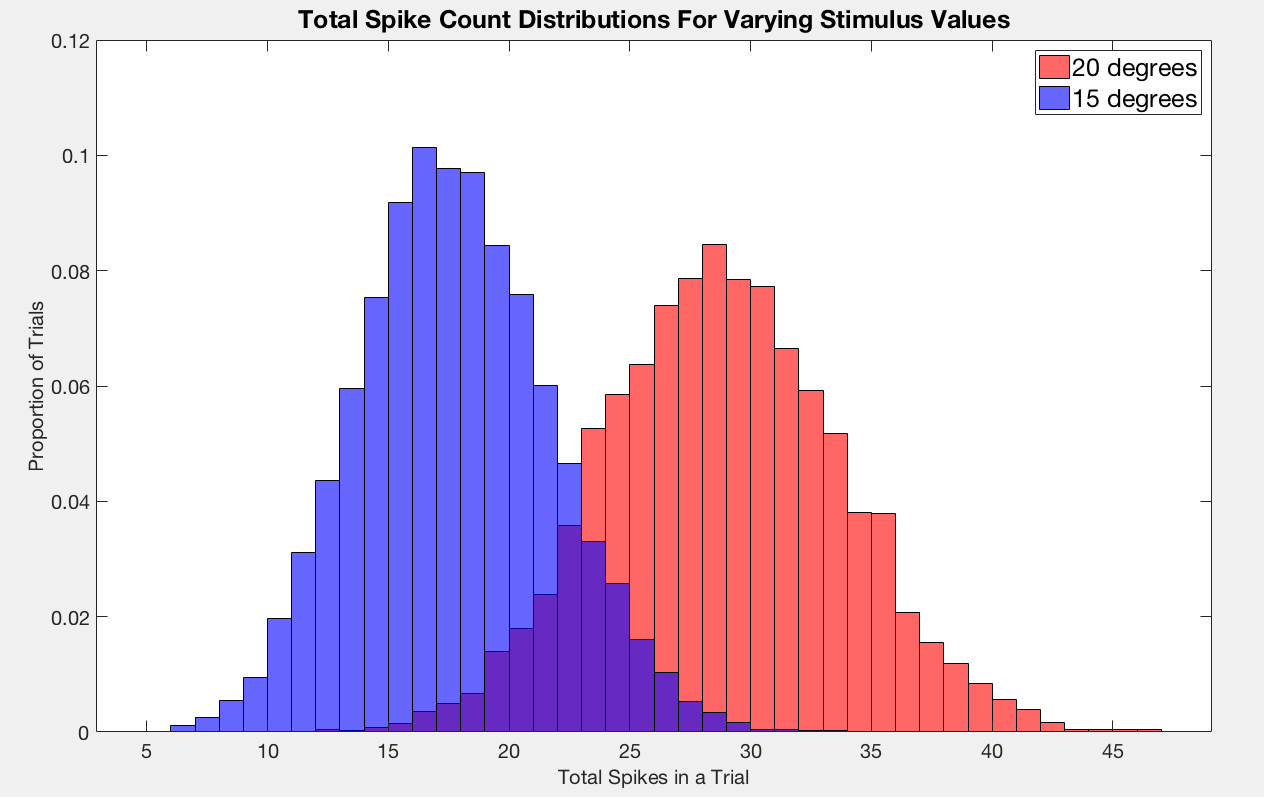 Total Spike Count Distributions For Varying Stimulus Values
0.12
0.1
0.08
0.06
0.04
0.02
0
Proportion of Trials
20 degrees
15 degrees
5 10 15 20 25 30 35 40 45
Total Spikes in a Trial